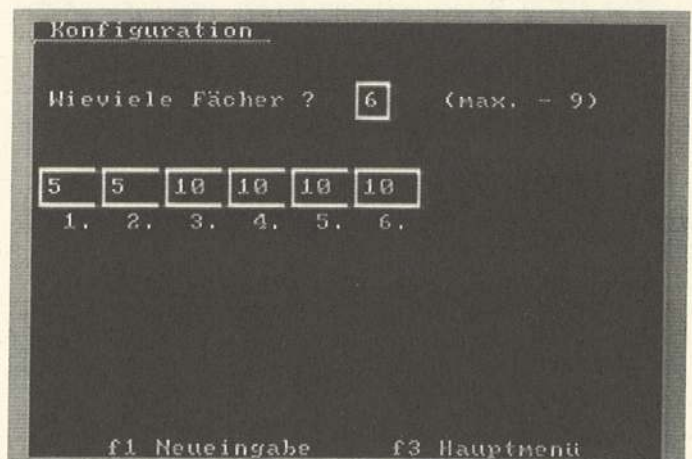 Konfiguration
Wieviele Fächer ? 6 (max. - 9)
5 5 10 10 10 10
1. 2. 3. 4. 5. 6.
f1 Neueingabe f3 Hauptmenü